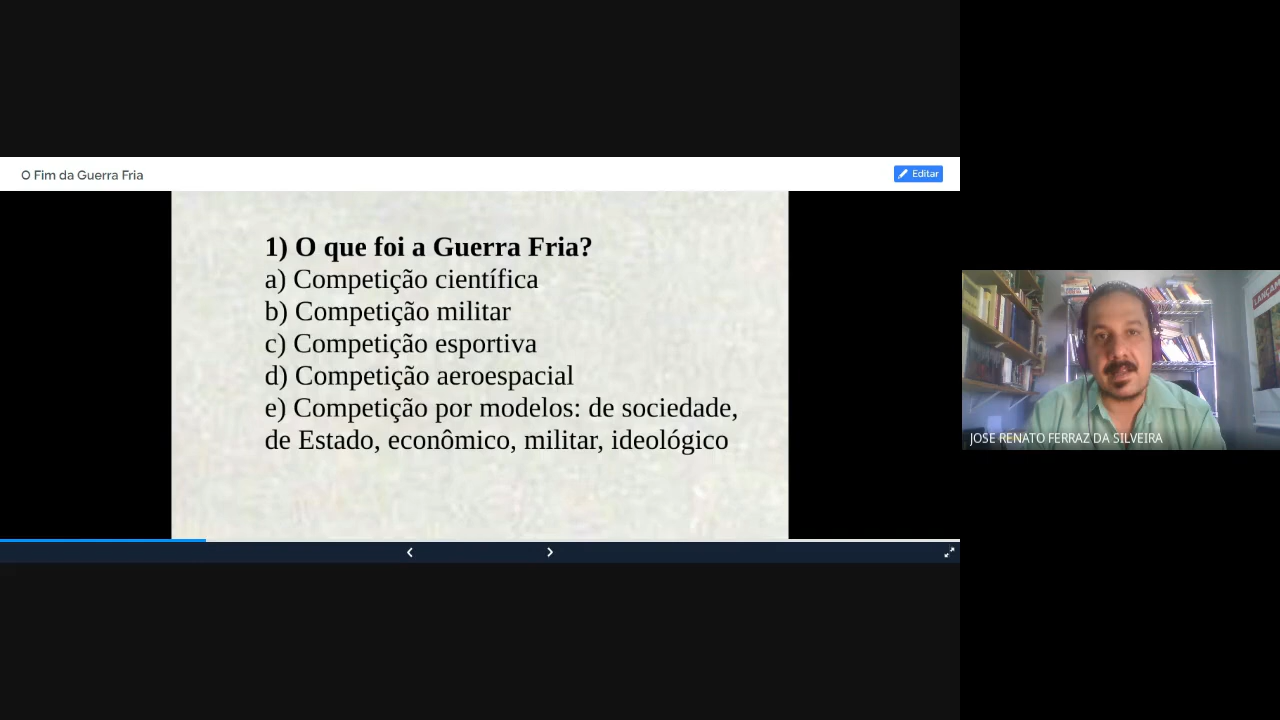 O Fim da Guerra Fria
Editar
1) O que foi a Guerra Fria?
a) Competição científica
b) Competição militar
c) Competição esportiva
d) Competição aeroespacial
e) Competição por modelos: de sociedade,
de Estado, econômico, militar, ideológico
JOSE RENATO FERRAZ DA SILVEIRA